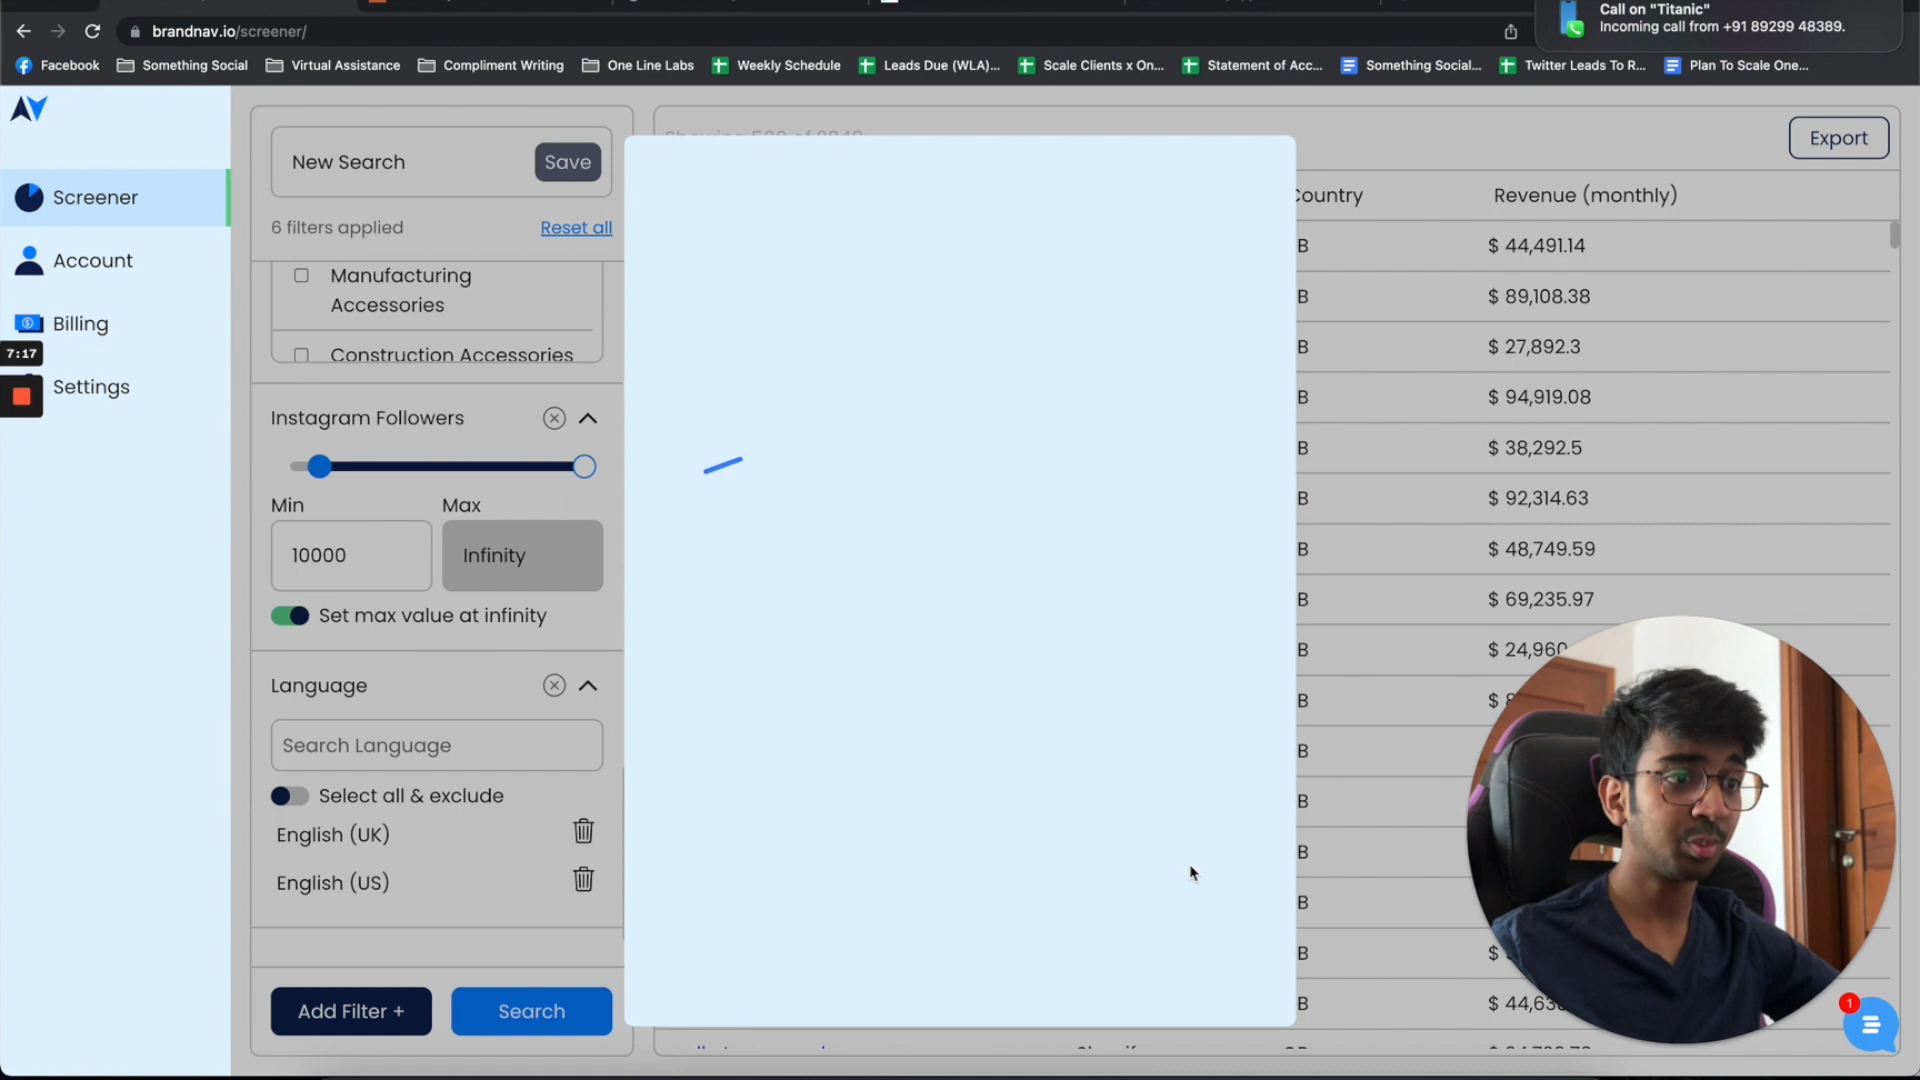 Call on "Titanic"
Incoming call from +91 89299 48389.
brandnav.io/screener/
Facebook
Something Social
Virtual Assistance
Compliment Writing
One Line Labs
Weekly Schedule
Leads Due (WLA)...
Scale Clients x On...
Statement of Acc...
Something Social...
Twitter Leads To R...
Plan To Scale One...
Screener
Account
Billing
7:17
Settings
New Search
Save
6 filters applied
Reset all
Manufacturing
Accessories
Construction Accessories
Instagram Followers
Min
Max
10000
Infinity
Set max value at infinity
Language
Search Language
Select all & exclude
English (UK)
English (US)
Add Filter +
Search
Export
Country
Revenue (monthly)
B
$ 44,491.14
B
$ 89,108.38
B
$ 27,892.3
B
$ 94,919.08
B
$ 38,292.5
B
$ 92,314.63
B
$ 48,749.59
B
$ 69,235.97
B
$ 24,960
B
$
B
B
B
B
$
B
$ 44,63
1